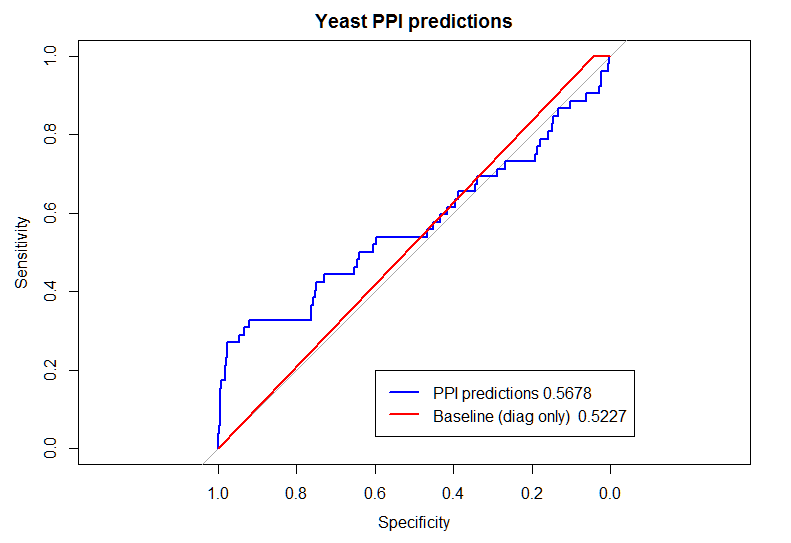 Yeast PPI predictions
1.0
0.8
0.6
0.4
0.2
0.0
Sensitivity
PPI predictions 0.5678
Baseline (diag only) 0.5227
1.0 0.8 0.6 0.4 0.2 0.0
Specificity